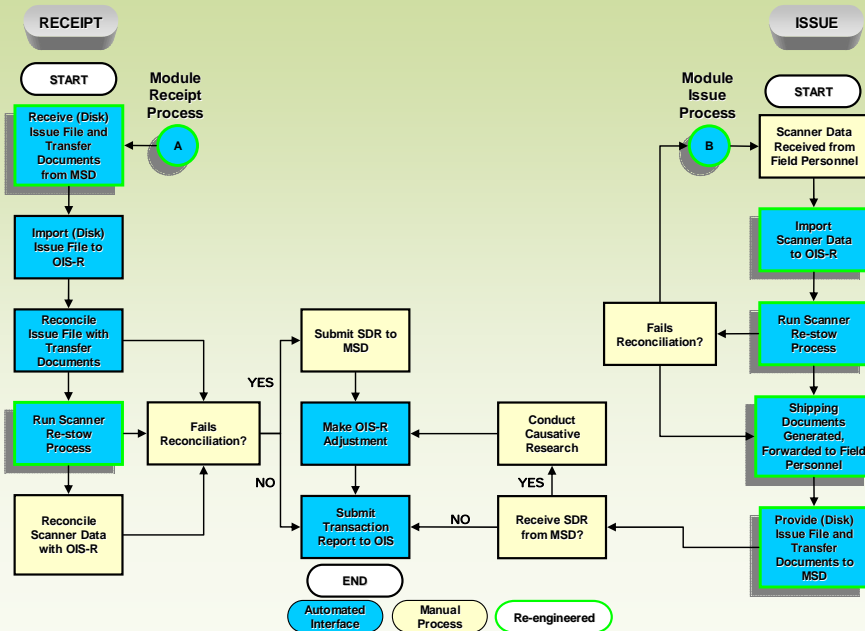 RECEIPT
ISSUE
START
Module
Receipt
Process
A
Receive (Disk)
Issue File and
Transfer
Documents
from MSD
Import (Disk)
Issue File to
OIS-R
Reconcile
Issue File with
Transfer
Documents
Run Scanner
Re-stow
Process
Reconcile
Scanner Data
with OIS-R
Fails
Reconciliation?
YES
NO
Submit SDR to
MSD
Make OIS-R
Adjustment
Submit
Transaction
Report to OIS
END
Conduct
Causative
Research
YES
NO
Receive SDR
from MSD?
Module
Issue
Process
B
START
Scanner Data
Received from
Field Personnel
Import
Scanner Data
to OIS-R
Run Scanner
Re-stow
Process
Fails
Reconciliation?
Shipping
Documents
Generated,
Forwarded to Field
Personnel
Provide (Disk)
Issue File and
Transfer
Documents to
MSD
Automated
Interface
Manual
Process
Re-engineered